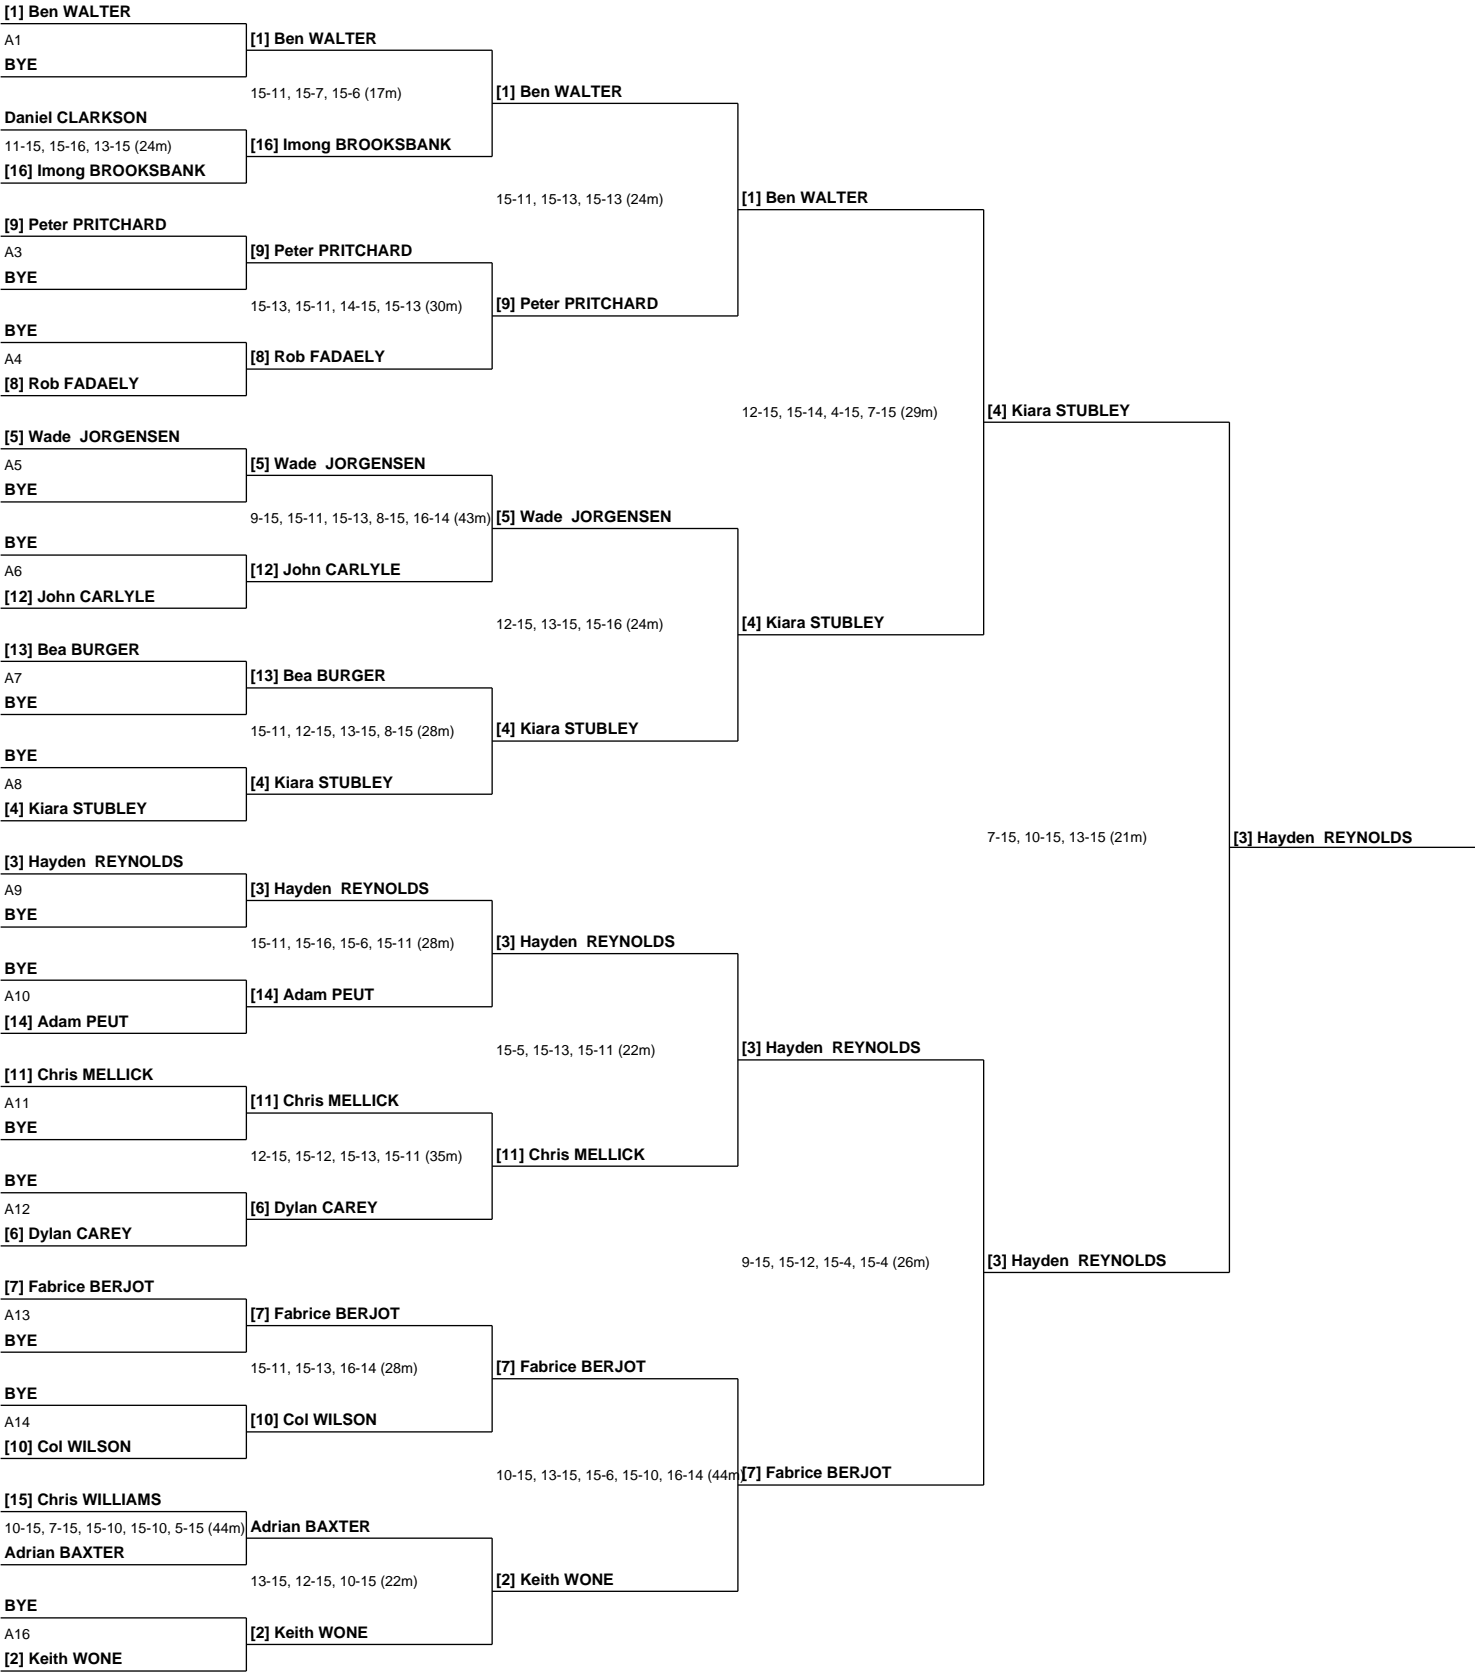 [1] Ben WALTER
A1
[1] Ben WALTER
BYE
15-11, 15-7, 15-6 (17m)
[1] Ben WALTER
Daniel CLARKSON
11-15, 15-16, 13-15 (24m)
[16] Imong BROOKSBANK
[16] Imong BROOKSBANK
15-11, 15-13, 15-13 (24m)
[1] Ben WALTER
[9] Peter PRITCHARD
A3
[9] Peter PRITCHARD
BYE
15-13, 15-11, 14-15, 15-13 (30m)
[9] Peter PRITCHARD
BYE
A4
[8] Rob FADAELY
[8] Rob FADAELY
12-15, 15-14, 4-15, 7-15 (29m)
[4] Kiara STUBLEY
[5] Wade  JORGENSEN
A5
[5] Wade  JORGENSEN
BYE
9-15, 15-11, 15-13, 8-15, 16-14 (43m)
[5] Wade  JORGENSEN
BYE
A6
[12] John CARLYLE
[12] John CARLYLE
12-15, 13-15, 15-16 (24m)
[4] Kiara STUBLEY
[13] Bea BURGER
A7
[13] Bea BURGER
BYE
15-11, 12-15, 13-15, 8-15 (28m)
[4] Kiara STUBLEY
BYE
A8
[4] Kiara STUBLEY
[4] Kiara STUBLEY
7-15, 10-15, 13-15 (21m)
[3] Hayden  REYNOLDS
[3] Hayden  REYNOLDS
A9
[3] Hayden  REYNOLDS
BYE
15-11, 15-16, 15-6, 15-11 (28m)
[3] Hayden  REYNOLDS
BYE
A10
[14] Adam PEUT
[14] Adam PEUT
15-5, 15-13, 15-11 (22m)
[3] Hayden  REYNOLDS
[11] Chris MELLICK
A11
[11] Chris MELLICK
BYE
12-15, 15-12, 15-13, 15-11 (35m)
[11] Chris MELLICK
BYE
A12
[6] Dylan CAREY
[6] Dylan CAREY
9-15, 15-12, 15-4, 15-4 (26m)
[3] Hayden  REYNOLDS
[7] Fabrice BERJOT
A13
[7] Fabrice BERJOT
BYE
15-11, 15-13, 16-14 (28m)
[7] Fabrice BERJOT
BYE
A14
[10] Col WILSON
[10] Col WILSON
10-15, 13-15, 15-6, 15-10, 16-14 (44m)
[7] Fabrice BERJOT
[15] Chris WILLIAMS
10-15, 7-15, 15-10, 15-10, 5-15 (44m)
Adrian BAXTER
Adrian BAXTER
13-15, 12-15, 10-15 (22m)
[2] Keith WONE
BYE
A16
[2] Keith WONE
[2] Keith WONE